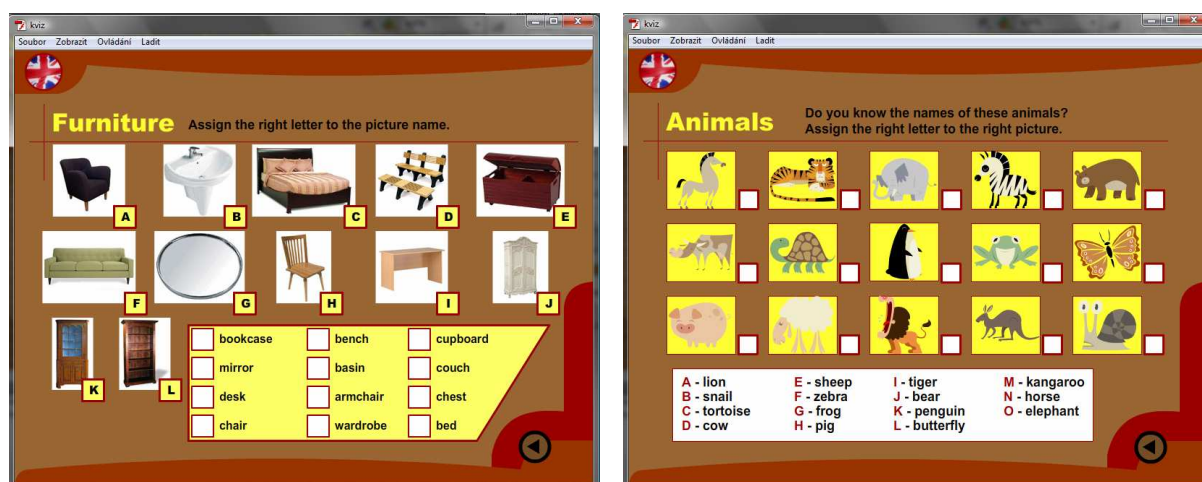 kviz
Soubor Zobrazit Ovládání Ladit
Furniture Assign the right letter to the picture name.
A B C D E
F G H I J
K L
bookcase bench cupboard
mirror basin couch
desk armchair chest
chair wardrobe bed
kviz
Soubor Zobrazit Ovládání Ladit
Animals
Do you know the names of these animals?
Assign the right letter to the right picture.
A - lion E - sheep I - tiger M - kangaroo
B - snail F - zebra J - bear N - horse
C - tortoise G - frog K - penguin O - elephant
D - cow H - pig L - butterfly